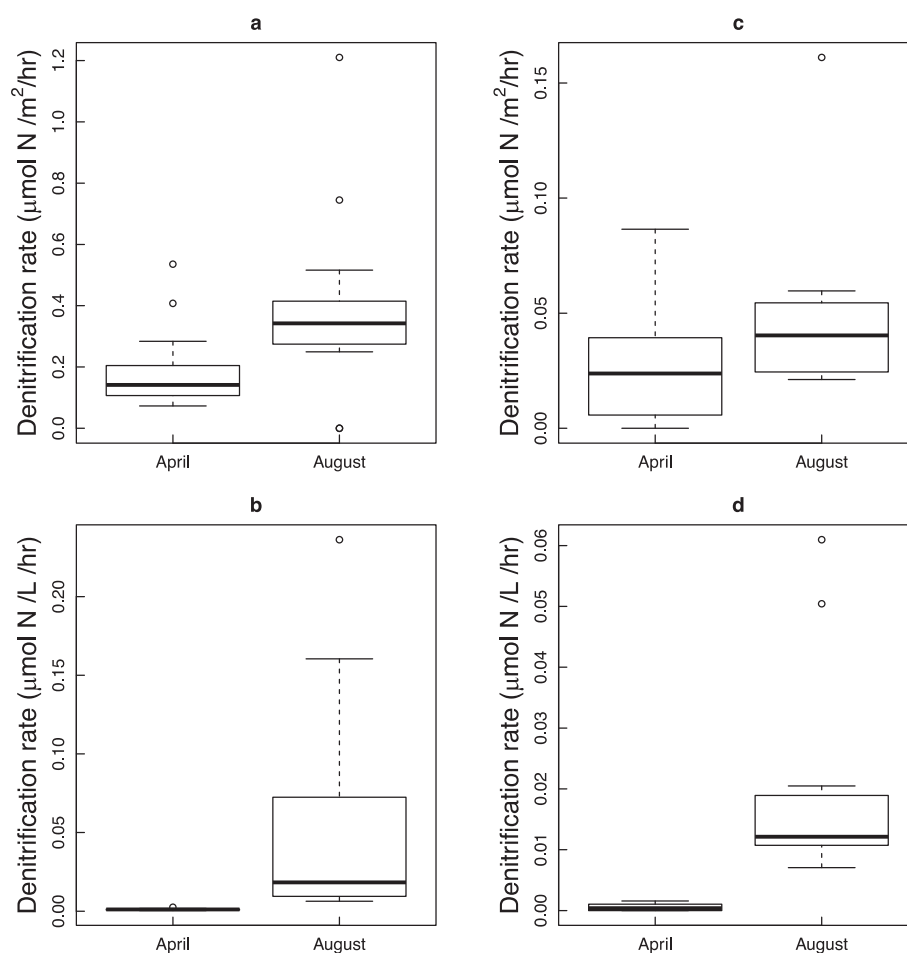 a
Denitrification rate (μmol N /m²/hr)
1.2
1.0
0.8
0.6
0.4
0.2
0.0
April
August
c
Denitrification rate (μmol N /m²/hr)
0.15
0.10
0.05
0.00
April
August
b
Denitrification rate (μmol N /L /hr)
0.20
0.15
0.10
0.05
0.00
April
August
d
Denitrification rate (μmol N /L /hr)
0.06
0.05
0.04
0.03
0.02
0.01
0.00
April
August